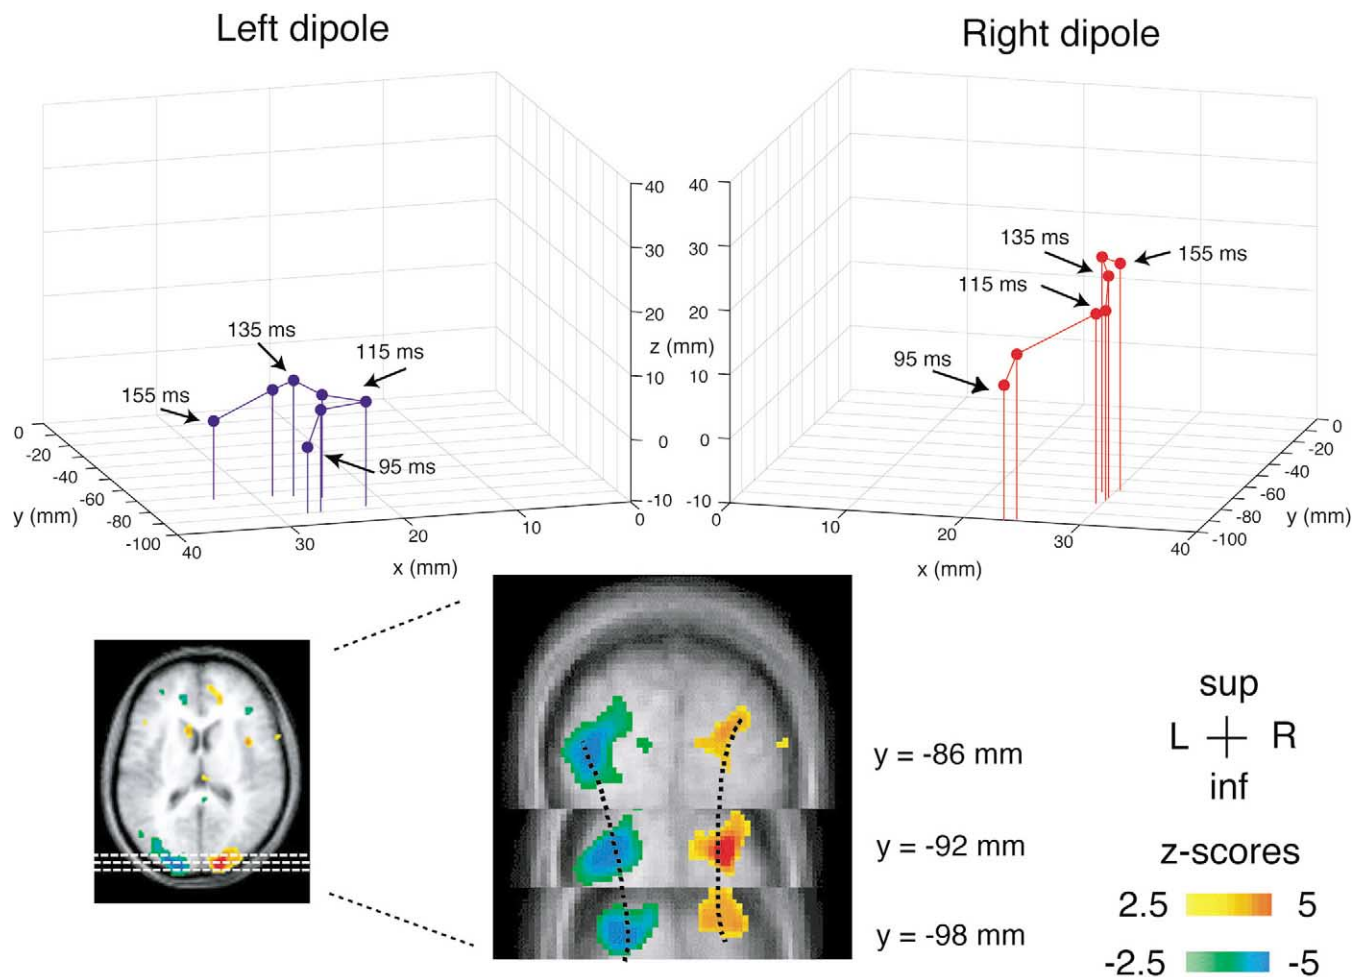 Left dipole
Right dipole
40
30
20
10
0
-10
z (mm)
40
30
20
10
0
-10
135 ms
115 ms
155 ms
95 ms
135 ms
155 ms
115 ms
95 ms
0
-20
-40
-60
-80
-100
y (mm)
40
30
20
10
0
x (mm)
0
10
20
30
40
x (mm)
0
-20
-40
-60
-80
-100
y (mm)
y = -86 mm
y = -92 mm
y = -98 mm
sup
L R
inf
z-scores
2.5 5
-2.5 -5